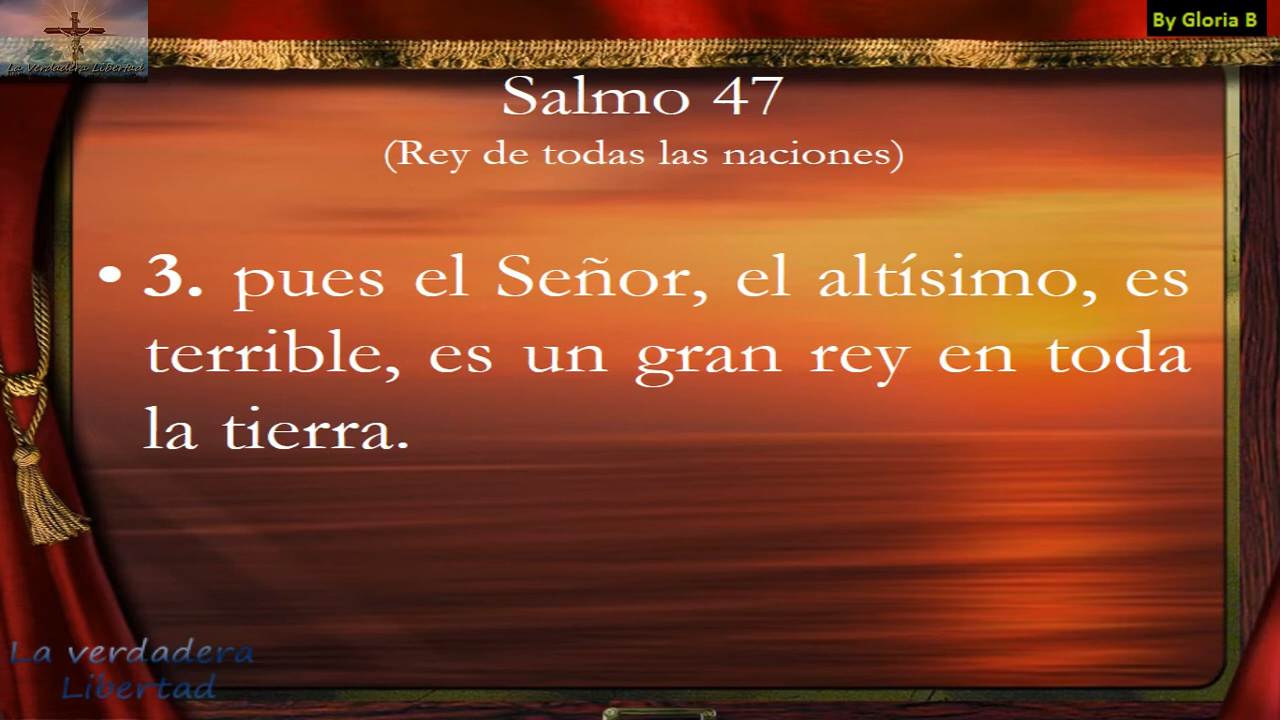 By Gloria B
La Verdadera Libertad
Salmo 47
(Rey de todas las naciones)
• 3. pues el Señor, el altísimo, es
terrible, es un gran rey en toda
la tierra.
La verdadera
Libertad